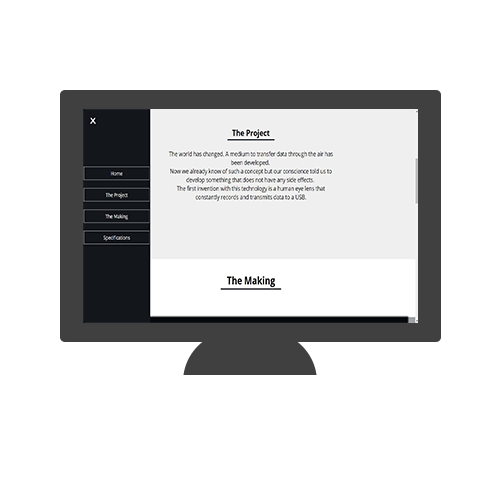 X
Home
The Project
The Making
Specifications
The Project
The world has changed. A medium to transfer data through the air has
been developed.
Now we already know of such a concept but our conscience told us to
develop something that does not have any side effects.
The first invention with this technology is a human eye lens that
constantly records and transmits data to a USB.
The Making